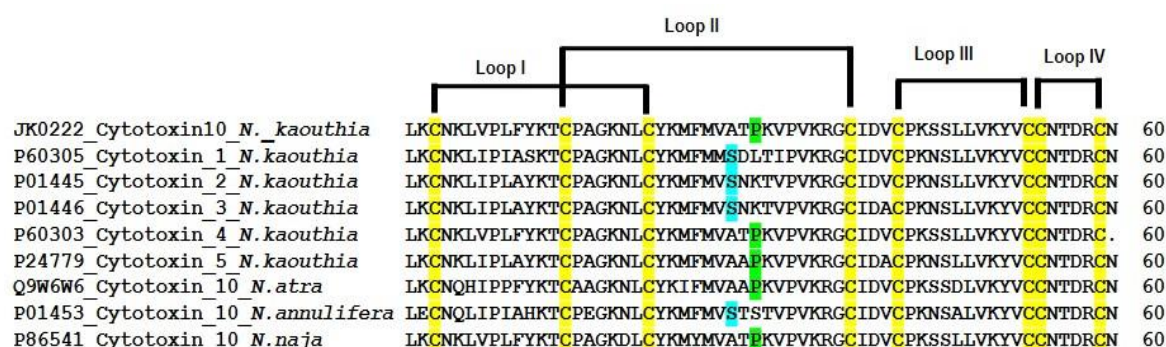 Loop II
Loop I
Loop III
Loop IV
JK0222_Cytotoxin10_N._kaouthia LKCNKLVPLFYKTCPAGKNLCYKMFMVATPKVPVKRGCIDVCPKSSLLVKYVCCNTDRCN 60
P60305_Cytotoxin_1_N.kaouthia LKCNKLIPIASKTCPAGKNLCYKMFMMSDLTIPVKRGCIDVCPKNSLLVKYVCCNTDRCN 60
P01445_Cytotoxin_2_N.kaouthia LKCNKLIPLAYKTCPAGKNLCYKMFMVSNKTVPVKRGCIDVCPKNSLLVKYVCCNTDRCN 60
P01446_Cytotoxin_3_N.kaouthia LKCNKLIPLAYKTCPAGKNLCYKMFMVSNKTVPVKRGCIDACPKNSLLVKYVCCNTDRCN 60
P60303_Cytotoxin_4_N.kaouthia LKCNKLVPLFYKTCPAGKNLCYKMFMVATPKVPVKRGCIDVCPKSSLLVKYVCCNTDRC. 60
P24779_Cytotoxin_5_N.kaouthia LKCNKLIPLAYKTCPAGKNLCYKMFMVAAPKVPVKRGCIDACPKNSLLVKYVCCNTDRCN 60
Q9W6W6_Cytotoxin_10_N.atra LKCNQHIPPFYKTCAAGKNLCYKIFMVAAPKVPVKRGCIDVCPKSSDLVKYVCCNTDRCN 60
P01453_Cytotoxin_10_N.annulifera LECNQLIPIAHKTCPEGKNLCYKMFMVSTSTVPVKRGCIDVCPKNSALVKYVCCNTDRCN 60
P86541_Cytotoxin_10_N.naja LKCNKLVPLFYKTCPAGKDLCYKMYMVATPKVPVKRGCIDVCPKSSLLVKYVCCNTDRCN 60